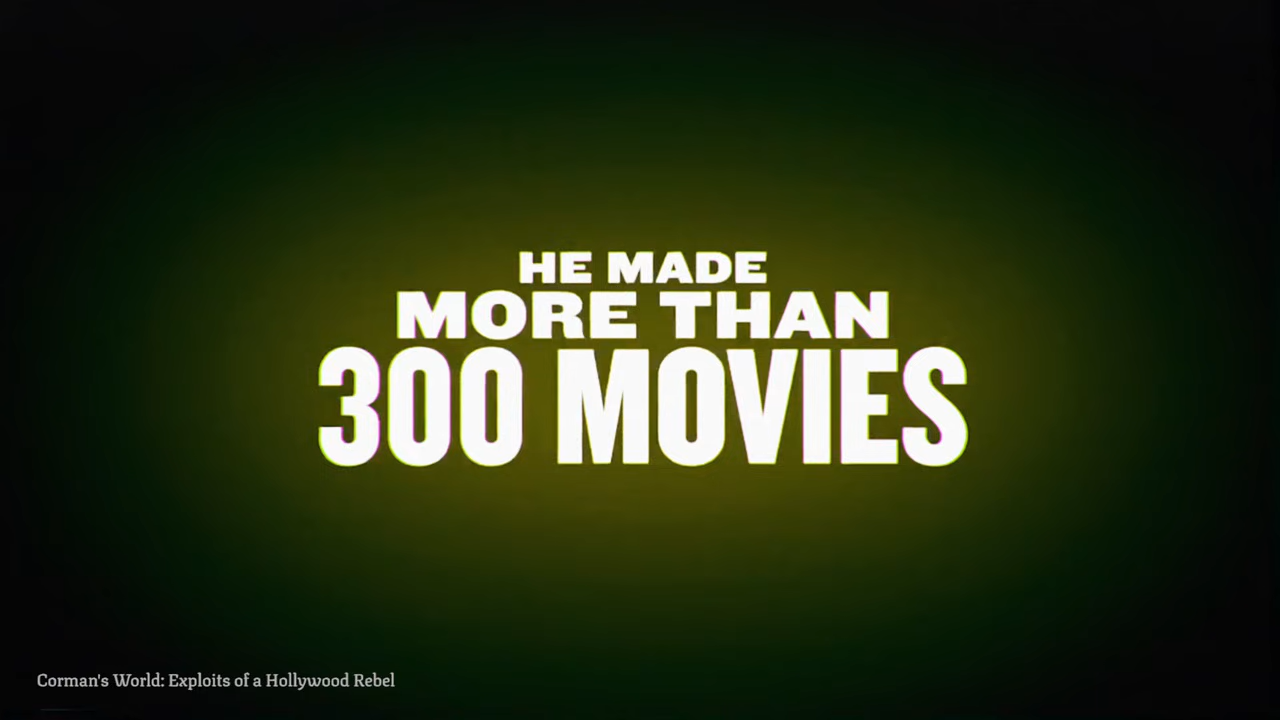 HE MADE
MORE THAN
300 MOVIES
Corman's World: Exploits of a Hollywood Rebel